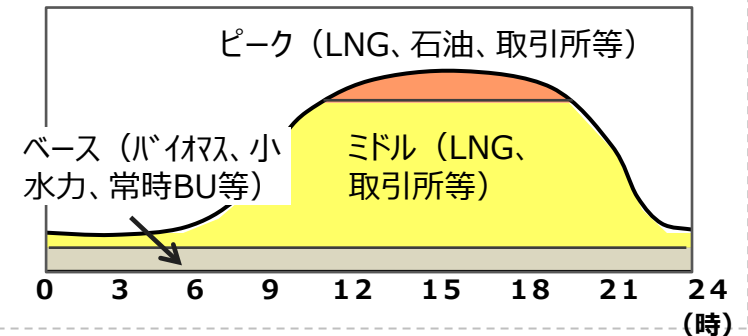 ピーク（LNG、石油、取引所等）
ベース（ﾊﾞｲｵﾏｽ、小
水力、常時BU等）
ミドル（LNG、
取引所等）
0 3 6 9 12 15 18 21 24
（時）